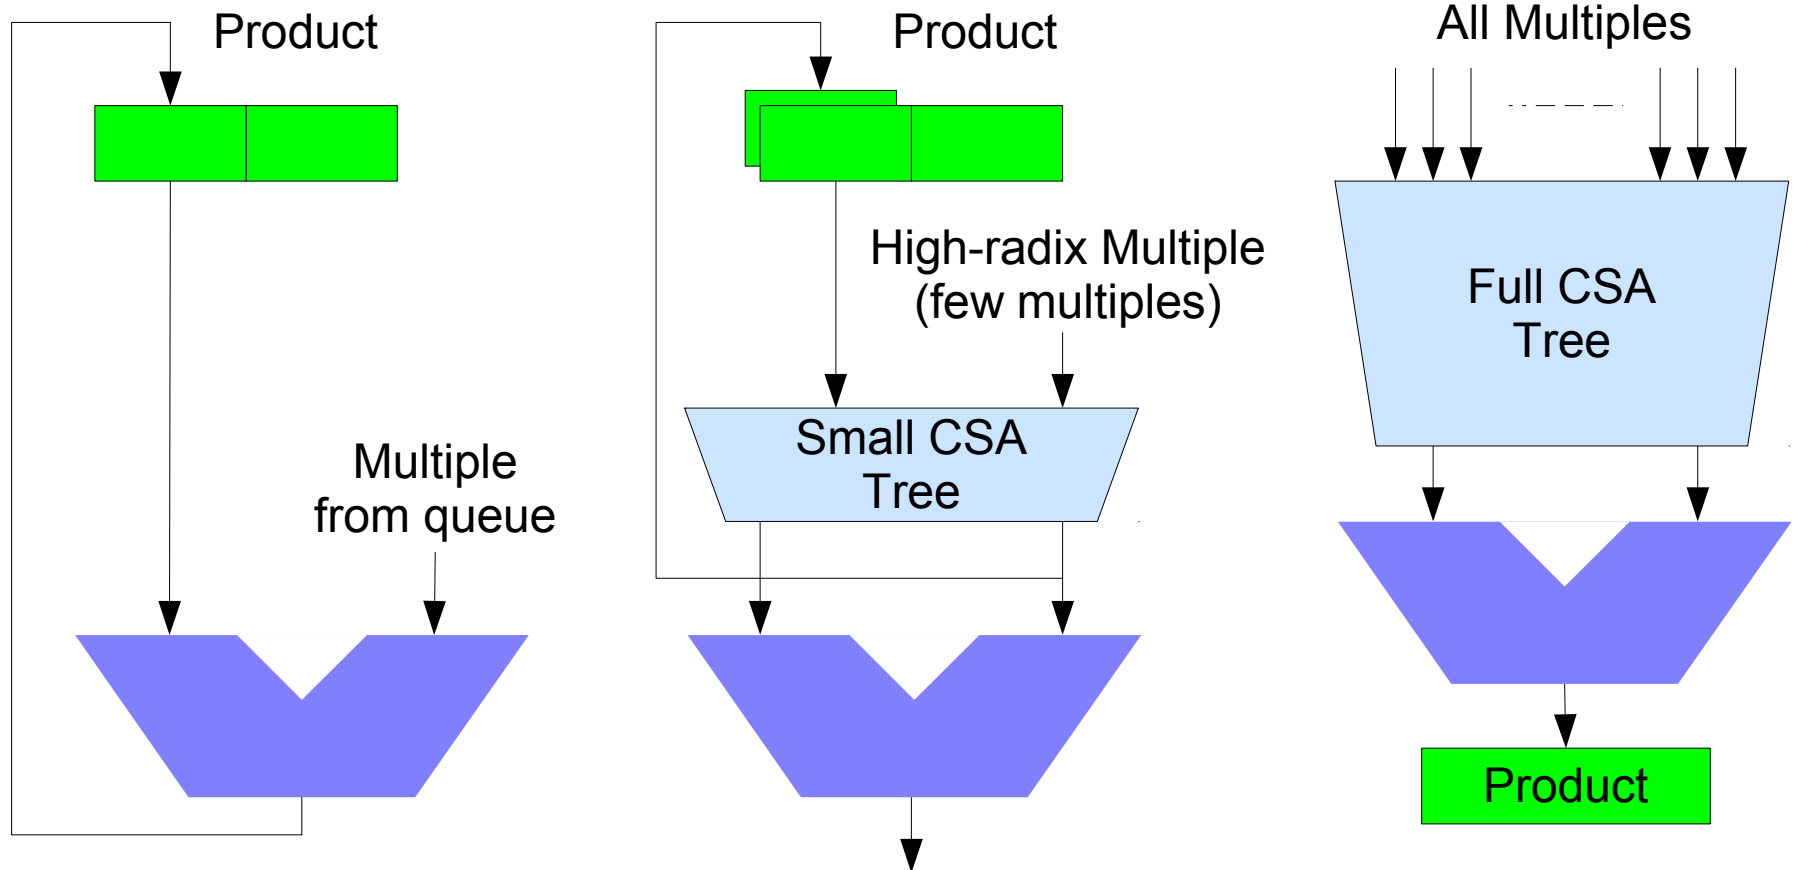 Product
Multiple
from queue
Product
High-radix Multiple
(few multiples)
Small CSA
Tree
All Multiples
Full CSA
Tree
Product